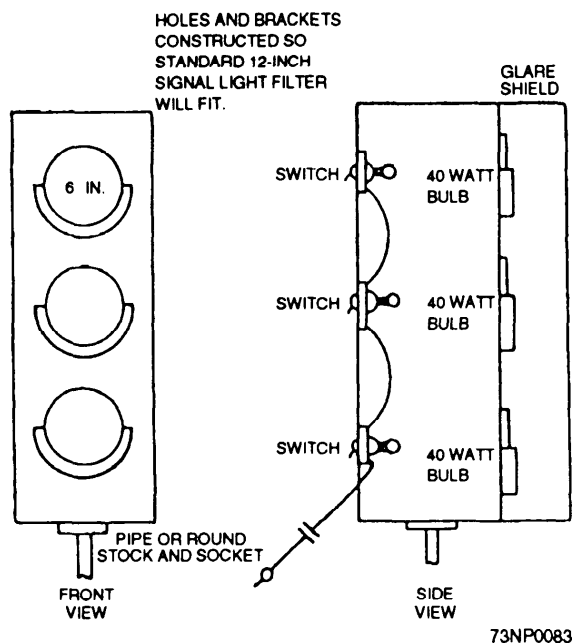 HOLES AND BRACKETS
CONSTRUCTED SO
STANDARD 12-INCH
SIGNAL LIGHT FILTER
WILL FIT.
GLARE
SHIELD
6 IN.
SWITCH
40 WATT
BULB
SWITCH
40 WATT
BULB
SWITCH
40 WATT
BULB
PIPE OR ROUND
STOCK AND SOCKET
FRONT
VIEW
SIDE
VIEW
73NP0083